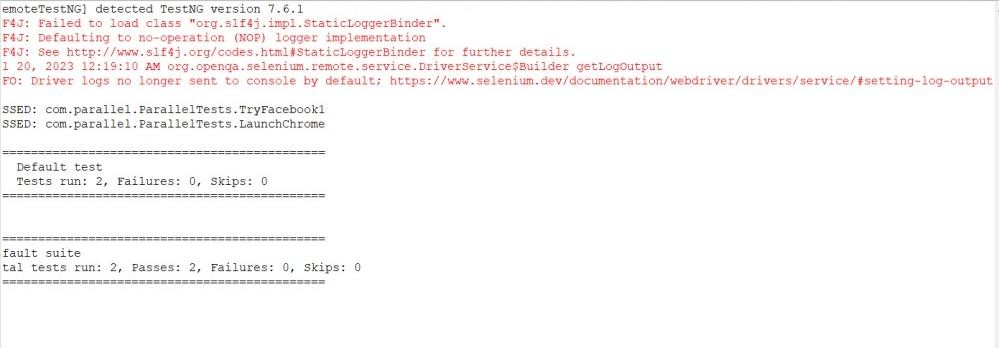 emoteTestNG] detected TestNG version 7.6.1
F4J: Failed to load class "org.slf4j.impl.StaticLoggerBinder".
F4J: Defaulting to no-operation (NOP) logger implementation
F4J: See http://www.slf4j.org/codes.html#StaticLoggerBinder for further details.
l 20, 2023 12:19:10 AM org.openqa.selenium.remote.service.DriverService$Builder getLogOutput
FO: Driver logs no longer sent to console by default; https://www.selenium.dev/documentation/webdriver/drivers/service/#setting-log-output
SSED: com.parallel.ParallelTests.TryFacebook1
SSED: com.parallel.ParallelTests.LaunchChrome
===============================================
Default test
Tests run: 2, Failures: 0, Skips: 0
===============================================
===============================================
fault suite
tal tests run: 2, Passes: 2, Failures: 0, Skips: 0
===============================================